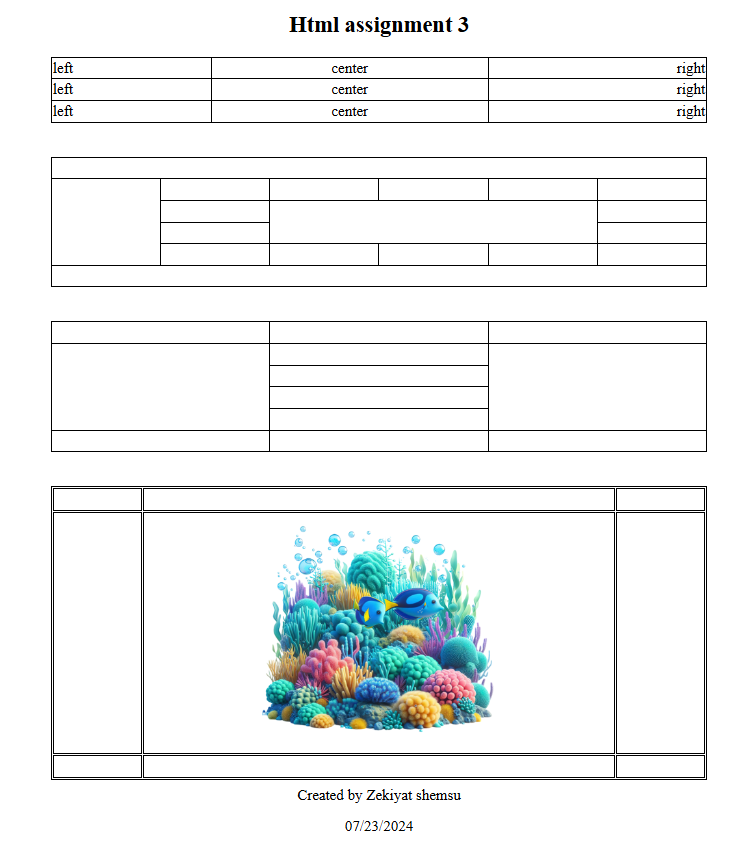 Html assignment 3
left center right
left center right
left center right
Created by Zekiyat shemsu
07/23/2024